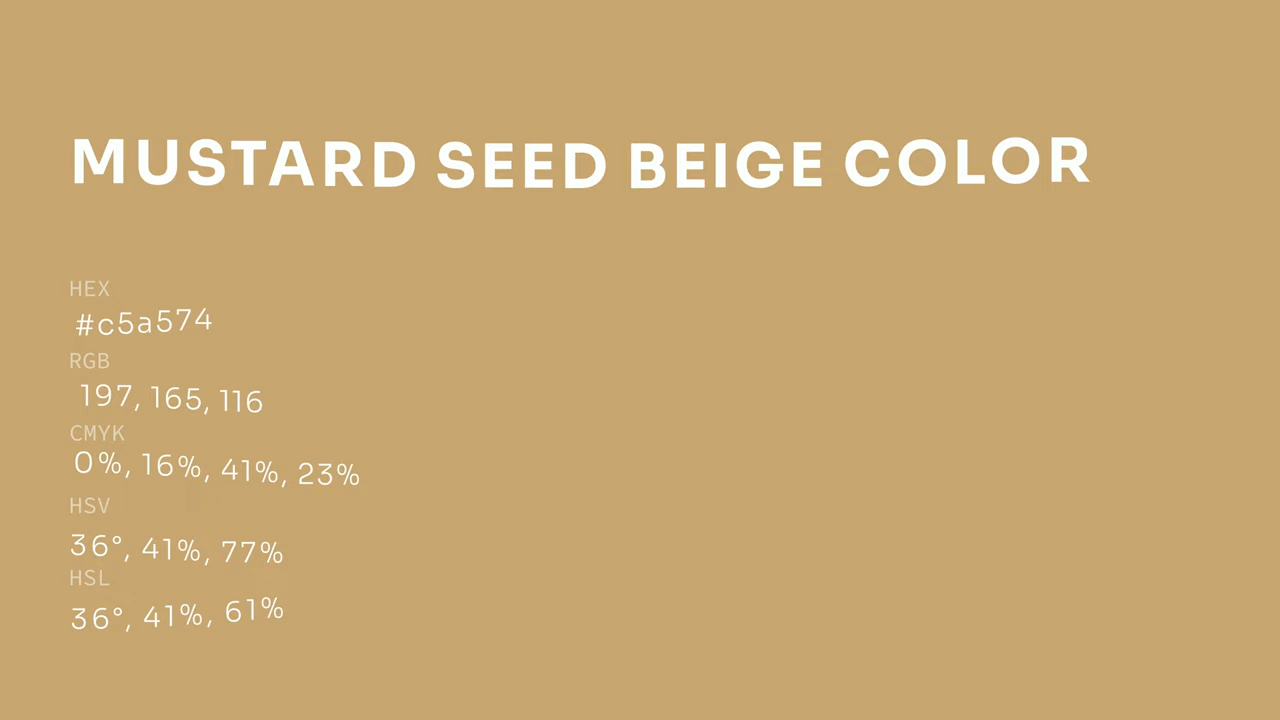 MUSTARD SEED BEIGE COLOR
HEX
#c5a574
RGB
197, 165, 116
CMYK
0%, 16%, 41%, 23%
HSV
36°, 41%, 77%
HSL
36°, 41%, 61%